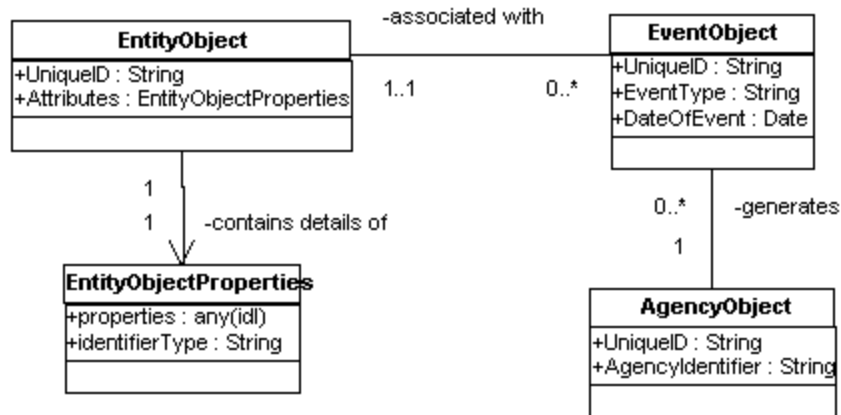 -associated with
EntityObject
EventObject
+UniqueID : String
+Attributes : EntityObjectProperties
1..1
0..*
+UniqueID : String
+EventType : String
+DateOfEvent : Date
1
1
-contains details of
0..*
-generates
1
EntityObjectProperties
+properties : any(idl)
+identifierType : String
AgencyObject
+UniqueID : String
+AgencyIdentifier : String